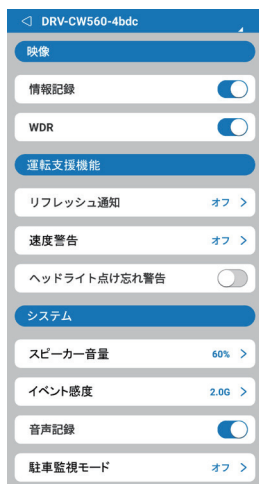 DRV-CW560-4bdc
映像
情報記録
WDR
運転支援機能
リフレッシュ通知 オフ >
速度警告 オフ >
ヘッドライト点け忘れ警告
システム
スピーカー音量 60% >
イベント感度 2.0G >
音声記録
駐車監視モード オフ >